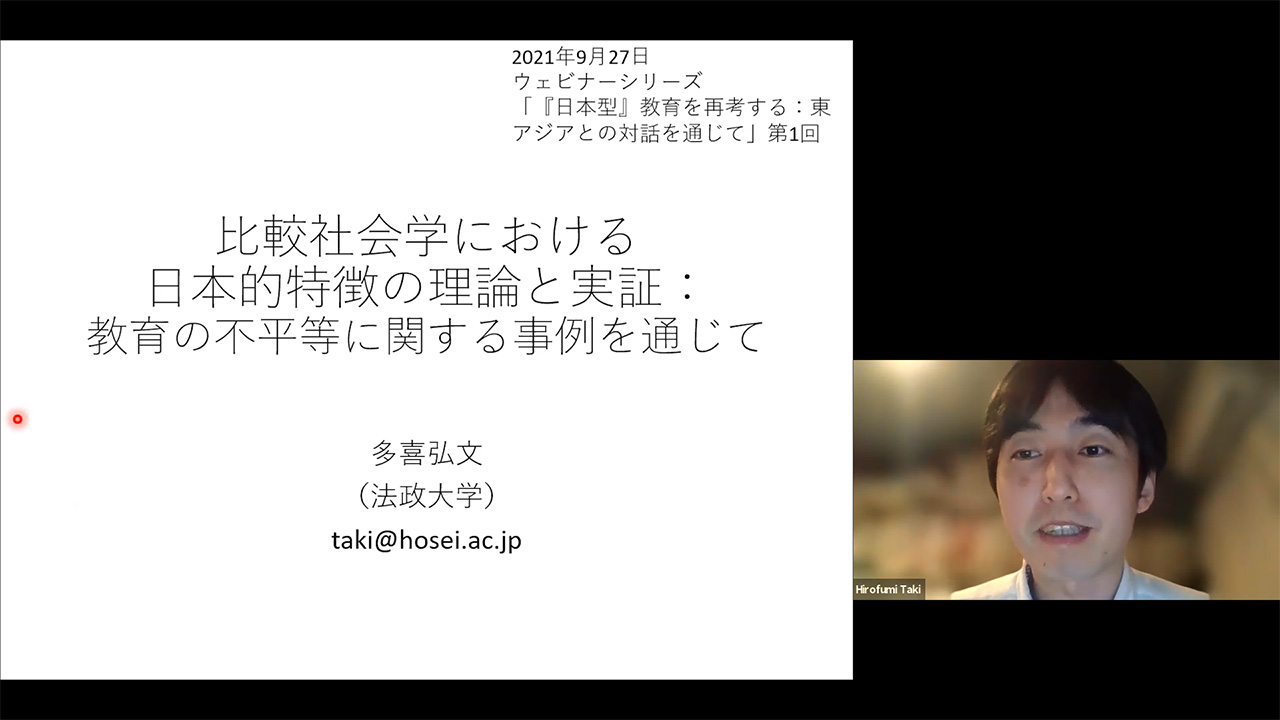 2021年9月27日
ウェビナーシリーズ
「『日本型』教育を再考する：東
アジアとの対話を通じて」第1回
比較社会学における
日本的特徴の理論と実証：
教育の不平等に関する事例を通じて
多喜弘文
（法政大学）
taki@hosei.ac.jp
Hirofumi Taki